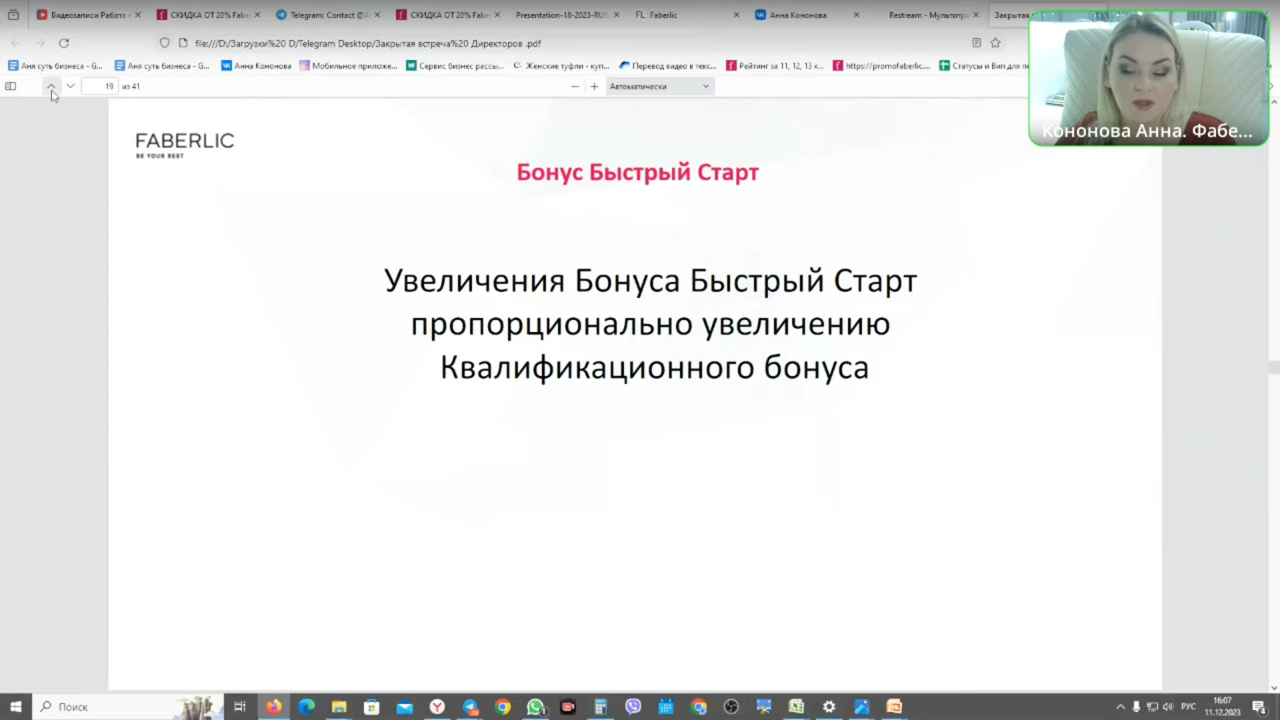 Видеозаписи Работа
СКИДКА ОТ 20% Fabe
Telegram: Contact @A
СКИДКА ОТ 20% Fabe
Presentation-18-2023-RUS
FL Faberlic
Анна Кононова
Restream - Мультитр
Закрытая
file:///D:/Загрузки%20 D/Telegram Desktop/Закрытая встреча%20 Директоров .pdf
Аня суть бизнеса – G...
Аня суть бизнеса – G...
Анна Кононова
Мобильное приложе...
Сервис бизнес рассы...
Женские туфли - куп...
Перевод видео в текс...
Рейтинг за 11, 12, 13 к...
https://promofaberlic...
Статусы и Вип для
19 из 41
Автоматически
Кононова Анна. Фабе...
FABERLIC
BE YOUR BEST
Бонус Быстрый Старт
Увеличения Бонуса Быстрый Старт
пропорционально увеличению
Квалификационного бонуса
Поиск
РУС
16:07
11.12.2023